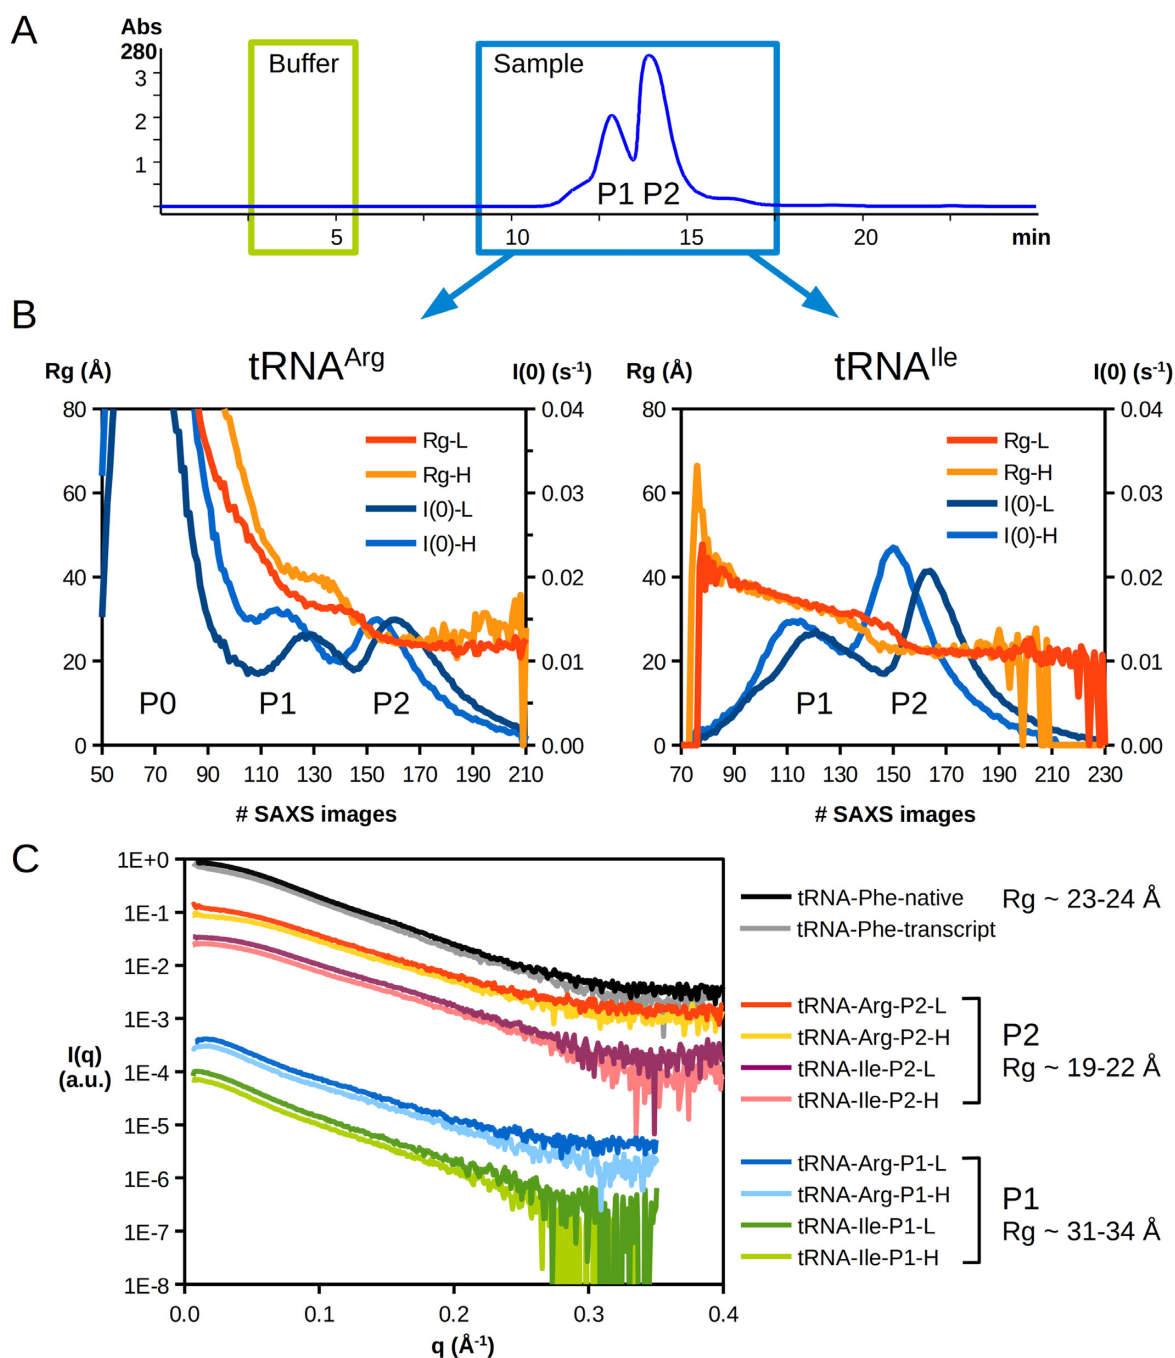 A
Abs
280
Buffer
Sample
3
2
1
P1 P2
5 10 15 20 min
B
Rg (Å) tRNA^Arg I(0) (s⁻¹)
80 0.04
60 0.03
40 0.02
20 0.01
0 0.00
Rg-L
Rg-H
I(0)-L
I(0)-H
P0 P1 P2
50 70 90 110 130 150 170 190 210
# SAXS images
Rg (Å) tRNA^Ile I(0) (s⁻¹)
80 0.04
60 0.03
40 0.02
20 0.01
0 0.00
Rg-L
Rg-H
I(0)-L
I(0)-H
P1 P2
70 90 110 130 150 170 190 210 230
# SAXS images
C
1E+0
1E-1
1E-2
1E-3
1E-4
1E-5
1E-6
1E-7
1E-8
I(q)
(a.u.)
0.0 0.1 0.2 0.3 0.4
q (Å⁻¹)
tRNA-Phe-native
tRNA-Phe-transcript
Rg ~ 23-24 Å
tRNA-Arg-P2-L
tRNA-Arg-P2-H
tRNA-Ile-P2-L
tRNA-Ile-P2-H
P2
Rg ~ 19-22 Å
tRNA-Arg-P1-L
tRNA-Arg-P1-H
tRNA-Ile-P1-L
tRNA-Ile-P1-H
P1
Rg ~ 31-34 Å